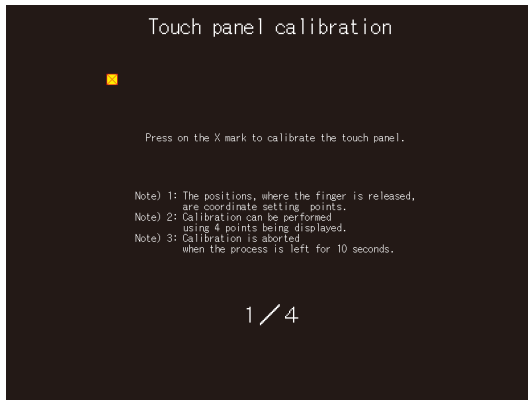 Touch panel calibration
X
Press on the X mark to calibrate the touch panel.
Note) 1: The positions, where the finger is released,
are coordinate setting points.
Note) 2: Calibration can be performed
using 4 points being displayed.
Note) 3: Calibration is aborted
when the process is left for 10 seconds.
1/4